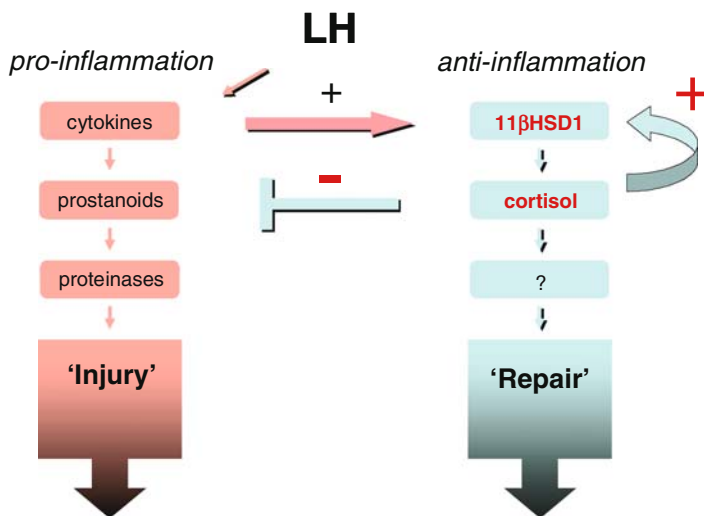 LH
pro-inflammation
anti-inflammation
+
+
cytokines
11βHSD1
-
prostanoids
cortisol
proteinases
?
‘Injury’
‘Repair’